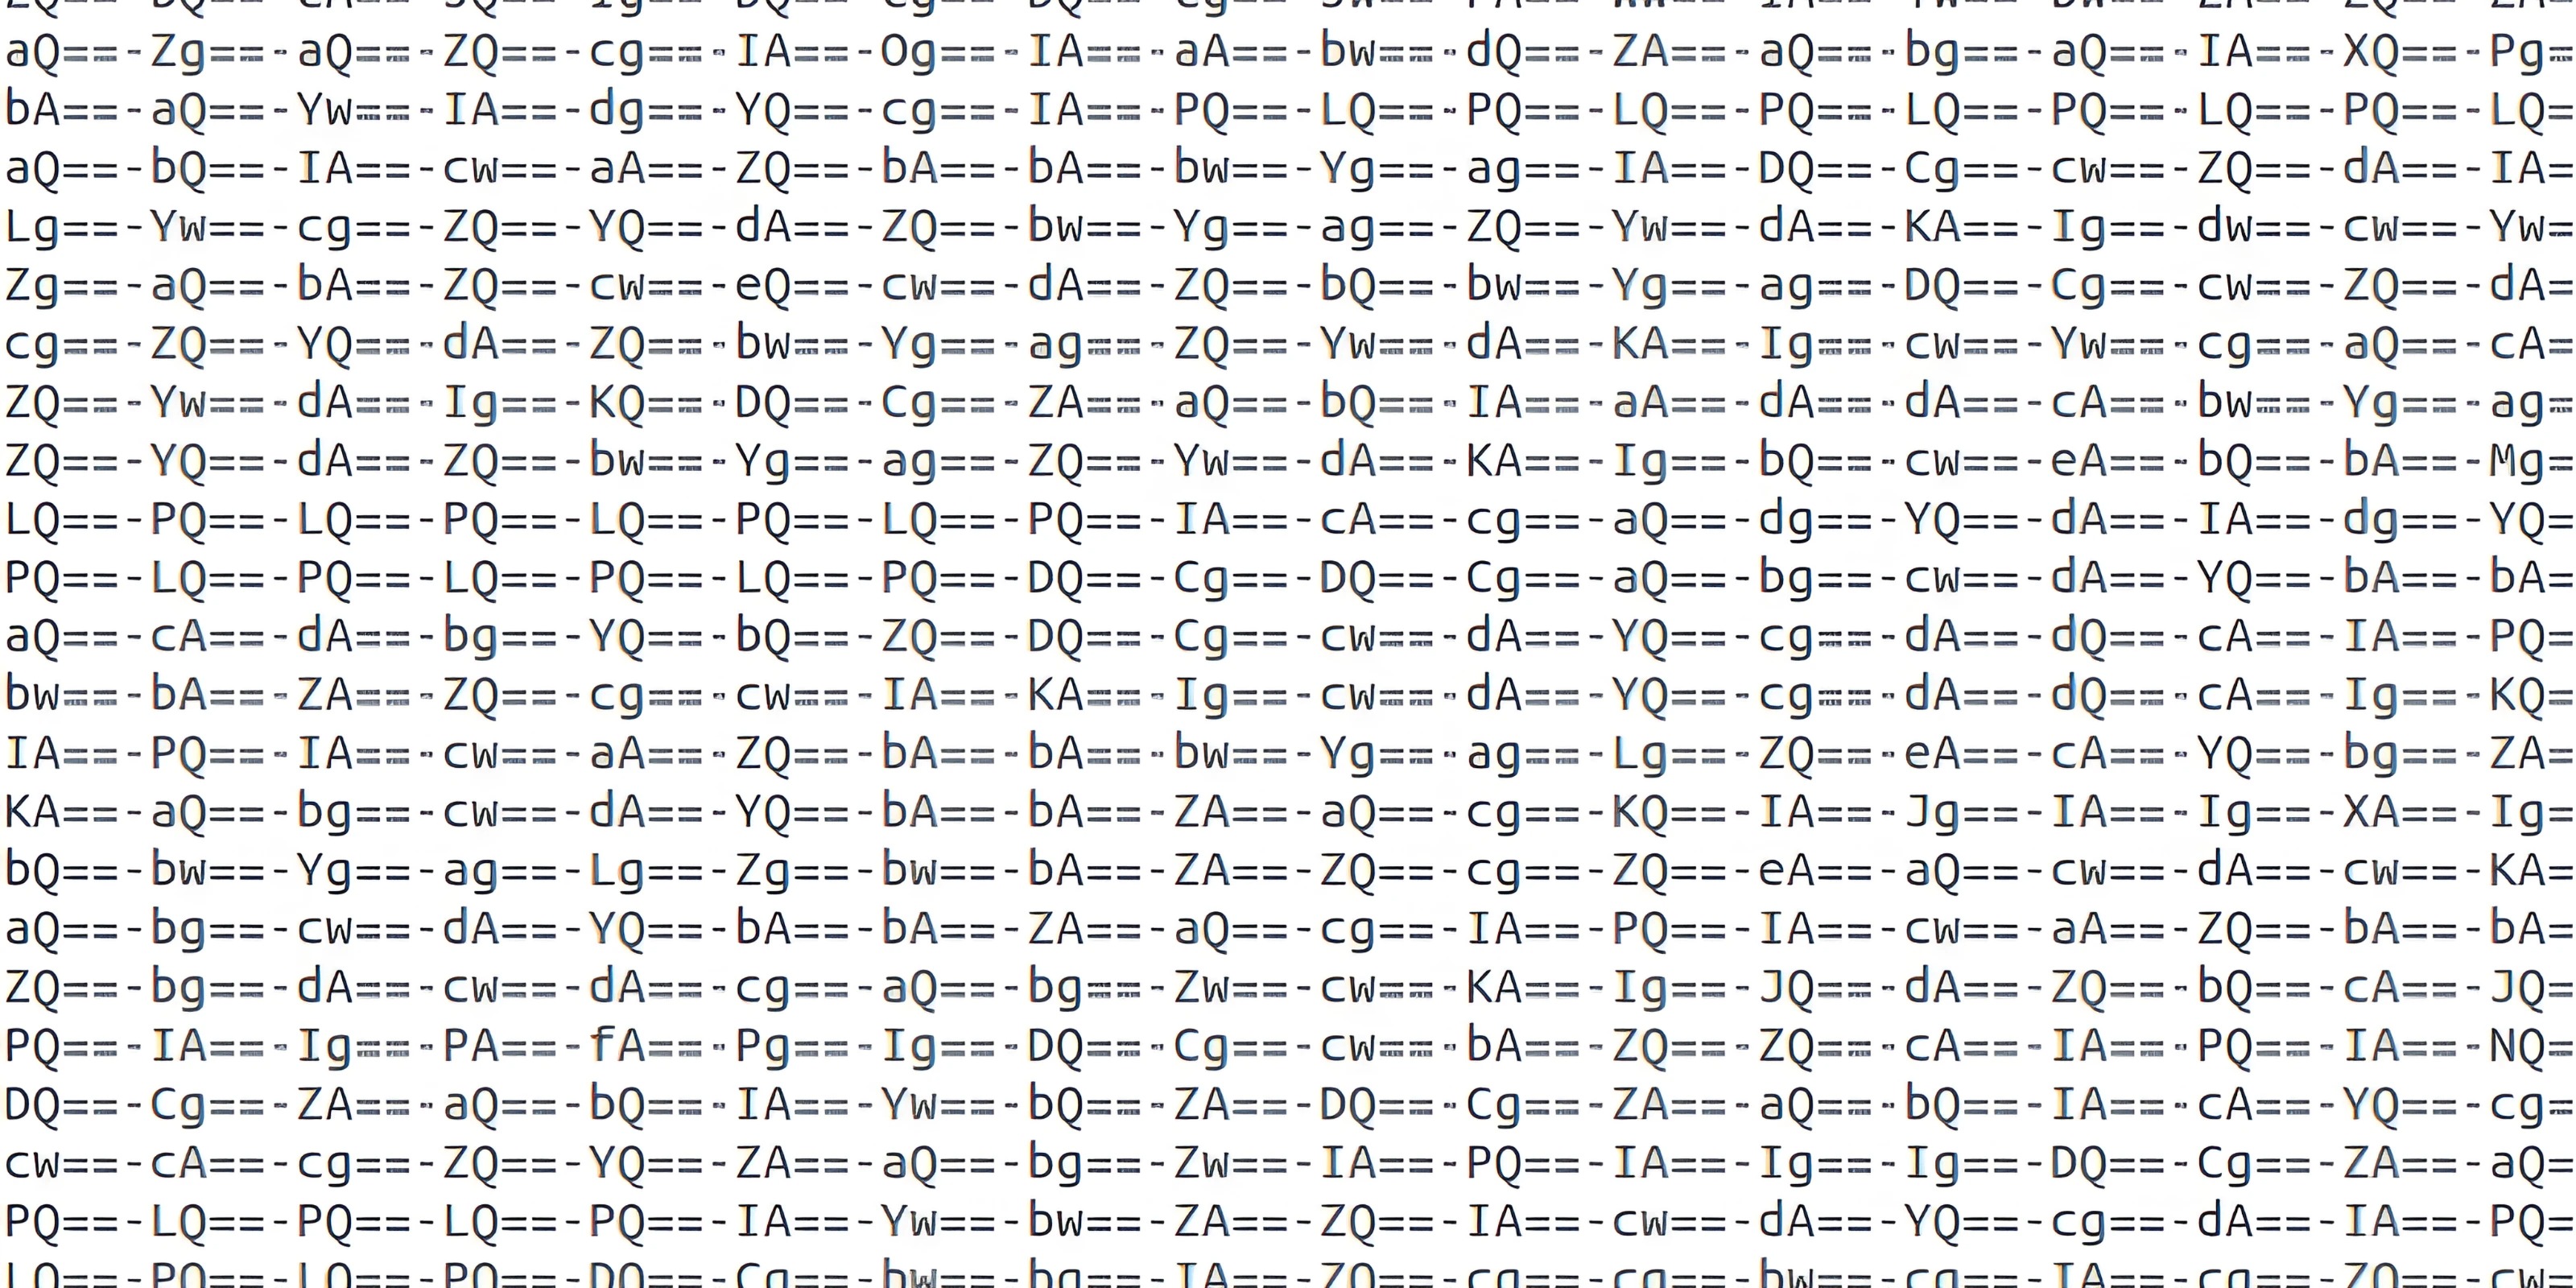 aQ==-Zg==-aQ==-ZQ==-cg==-IA==-Og==-IA==-aA==-bw==-dQ==-ZA==-aQ==-bg==-aQ==-IA==-XQ==-Pg=
bA==-aQ==-Yw==-IA==-dg==-YQ==-cg==-IA==-PQ==-LQ==-PQ==-LQ==-PQ==-LQ==-PQ==-LQ==-PQ==-LQ=
aQ==-bQ==-IA==-cw==-aA==-ZQ==-bA==-bA==-bw==-Yg==-ag==-IA==-DQ==-Cg==-cw==-ZQ==-dA==-IA=
Lg==-Yw==-cg==-ZQ==-YQ==-dA==-ZQ==-bw==-Yg==-ag==-ZQ==-Yw==-dA==-KA==-Ig==-dw==-cw==-Yw=
Zg==-aQ==-bA==-ZQ==-cw==-eQ==-cw==-dA==-ZQ==-bQ==-bw==-Yg==-ag==-DQ==-Cg==-cw==-ZQ==-dA=
cg==-ZQ==-YQ==-dA==-ZQ==-bw==-Yg==-ag==-ZQ==-Yw==-dA==-KA==-Ig==-cw==-Yw==-cg==-aQ==-cA=
ZQ==-Yw==-dA==-Ig==-KQ==-DQ==-Cg==-ZA==-aQ==-bQ==-IA==-aA==-dA==-dA==-cA==-bw==-Yg==-ag=
ZQ==-YQ==-dA==-ZQ==-bw==-Yg==-ag==-ZQ==-Yw==-dA==-KA==-Ig==-bQ==-cw==-eA==-bQ==-bA==-Mg=
LQ==-PQ==-LQ==-PQ==-LQ==-PQ==-LQ==-PQ==-IA==-cA==-cg==-aQ==-dg==-YQ==-dA==-IA==-dg==-YQ=
PQ==-LQ==-PQ==-LQ==-PQ==-LQ==-PQ==-DQ==-Cg==-DQ==-Cg==-aQ==-bg==-cw==-dA==-YQ==-bA==-bA=
aQ==-cA==-dA==-bg==-YQ==-bQ==-ZQ==-DQ==-Cg==-cw==-dA==-YQ==-cg==-dA==-dQ==-cA==-IA==-PQ=
bw==-bA==-ZA==-ZQ==-cg==-cw==-IA==-KA==-Ig==-cw==-dA==-YQ==-cg==-dA==-dQ==-cA==-Ig==-KQ=
IA==-PQ==-IA==-cw==-aA==-ZQ==-bA==-bA==-bw==-Yg==-ag==-Lg==-ZQ==-eA==-cA==-YQ==-bg==-ZA=
KA==-aQ==-bg==-cw==-dA==-YQ==-bA==-bA==-ZA==-aQ==-cg==-KQ==-IA==-Jg==-IA==-Ig==-XA==-Ig=
bQ==-bw==-Yg==-ag==-Lg==-Zg==-bw==-bA==-ZA==-ZQ==-cg==-ZQ==-eA==-aQ==-cw==-dA==-cw==-KA=
aQ==-bg==-cw==-dA==-YQ==-bA==-bA==-ZA==-aQ==-cg==-IA==-PQ==-IA==-cw==-aA==-ZQ==-bA==-bA=
ZQ==-bg==-dA==-cw==-dA==-cg==-aQ==-bg==-Zw==-cw==-KA==-Ig==-JQ==-dA==-ZQ==-bQ==-cA==-JQ=
PQ==-IA==-Ig==-PA==-fA==-Pg==-Ig==-DQ==-Cg==-cw==-bA==-ZQ==-ZQ==-cA==-IA==-PQ==-IA==-NQ=
DQ==-Cg==-ZA==-aQ==-bQ==-IA==-Yw==-bQ==-ZA==-DQ==-Cg==-ZA==-aQ==-bQ==-IA==-cA==-YQ==-cg=
cw==-cA==-cg==-ZQ==-YQ==-ZA==-aQ==-bg==-Zw==-IA==-PQ==-IA==-Ig==-Ig==-DQ==-Cg==-ZA==-aQ=
PQ==-LQ==-PQ==-LQ==-PQ==-IA==-Yw==-bw==-ZA==-ZQ==-IA==-cw==-dA==-YQ==-cg==-dA==-IA==-PQ=